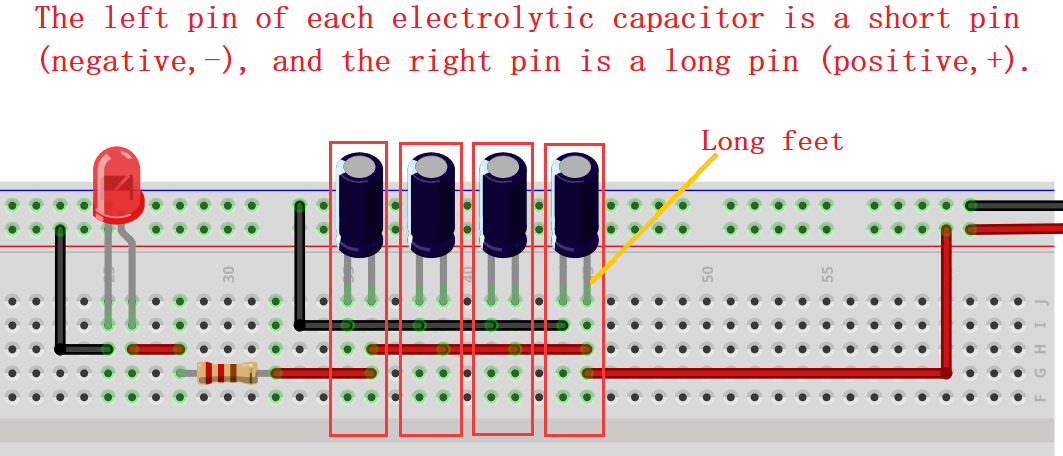 The left pin of each electrolytic capacitor is a short pin
(negative,-), and the right pin is a long pin (positive,+).
Long feet
30
40
50
55
J
I
H
G
F